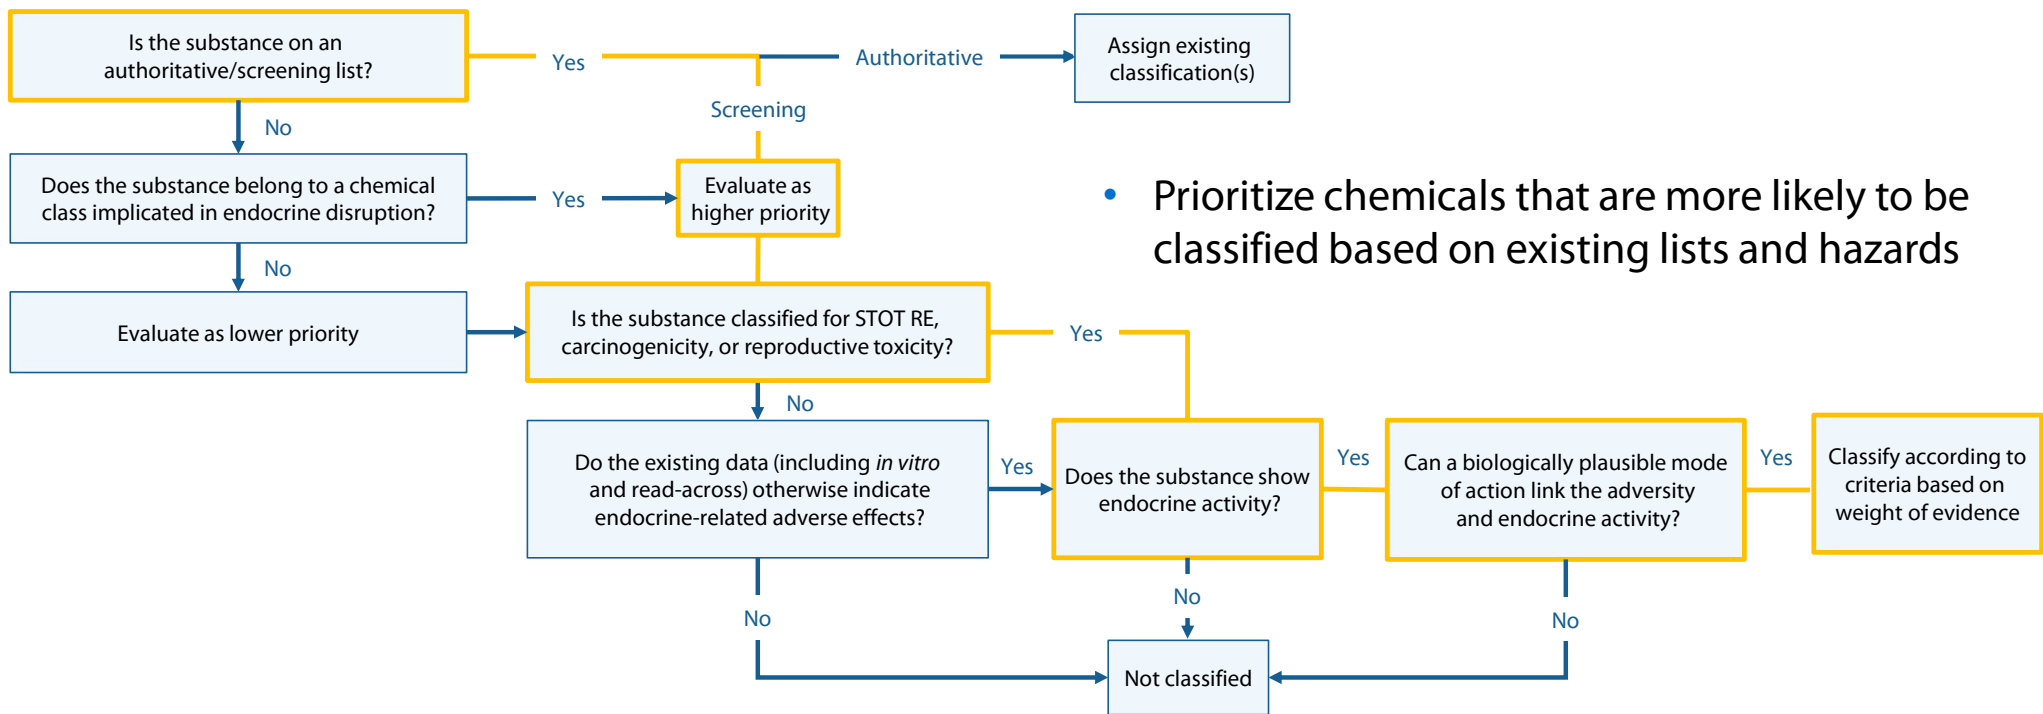 Is the substance on an
authoritative/screening list?
Yes
Authoritative
Assign existing
classification(s)
Screening
No
Does the substance belong to a chemical
class implicated in endocrine disruption?
Yes
Evaluate as
higher priority
• Prioritize chemicals that are more likely to be
classified based on existing lists and hazards
No
Evaluate as lower priority
Is the substance classified for STOT RE,
carcinogenicity, or reproductive toxicity?
Yes
No
Do the existing data (including in vitro
and read-across) otherwise indicate
endocrine-related adverse effects?
Yes
Does the substance show
endocrine activity?
Yes
Can a biologically plausible mode
of action link the adversity
and endocrine activity?
Yes
Classify according to
criteria based on
weight of evidence
No
No
No
Not classified